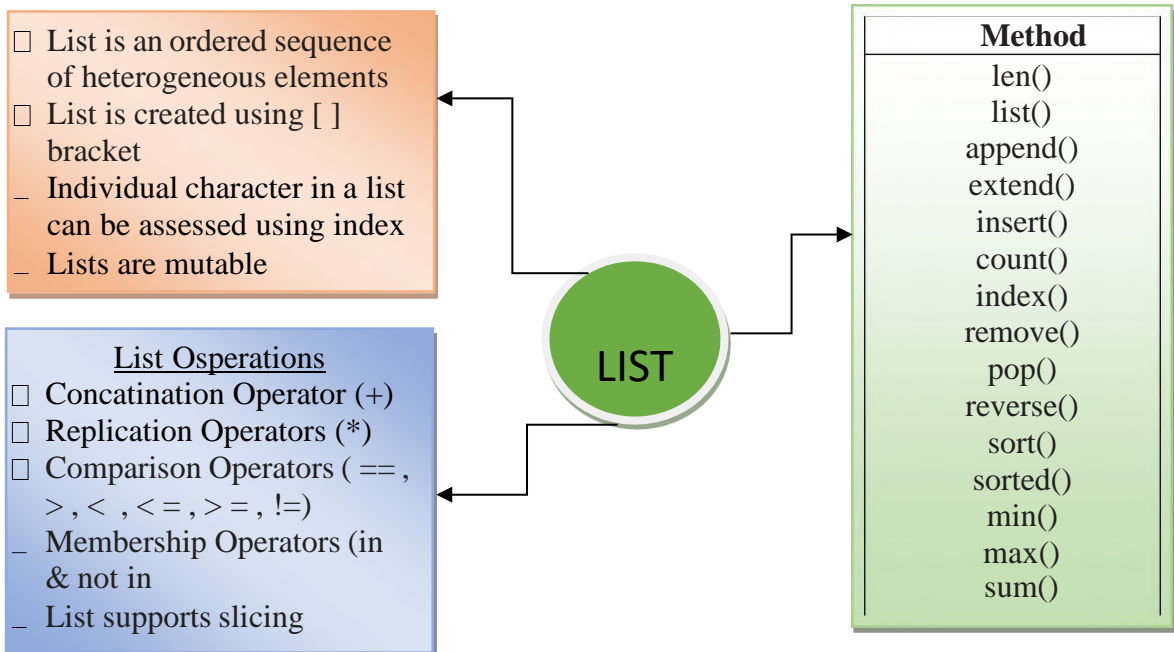 □ List is an ordered sequence
of heterogeneous elements
□ List is created using [ ]
bracket
_ Individual character in a list
can be assessed using index
_ Lists are mutable
List Osperations
□ Concatination Operator (+)
□ Replication Operators (*)
□ Comparison Operators ( == ,
> , < , < = , > = , !=)
_ Membership Operators (in
& not in
_ List supports slicing
LIST
Method
len()
list()
append()
extend()
insert()
count()
index()
remove()
pop()
reverse()
sort()
sorted()
min()
max()
sum()